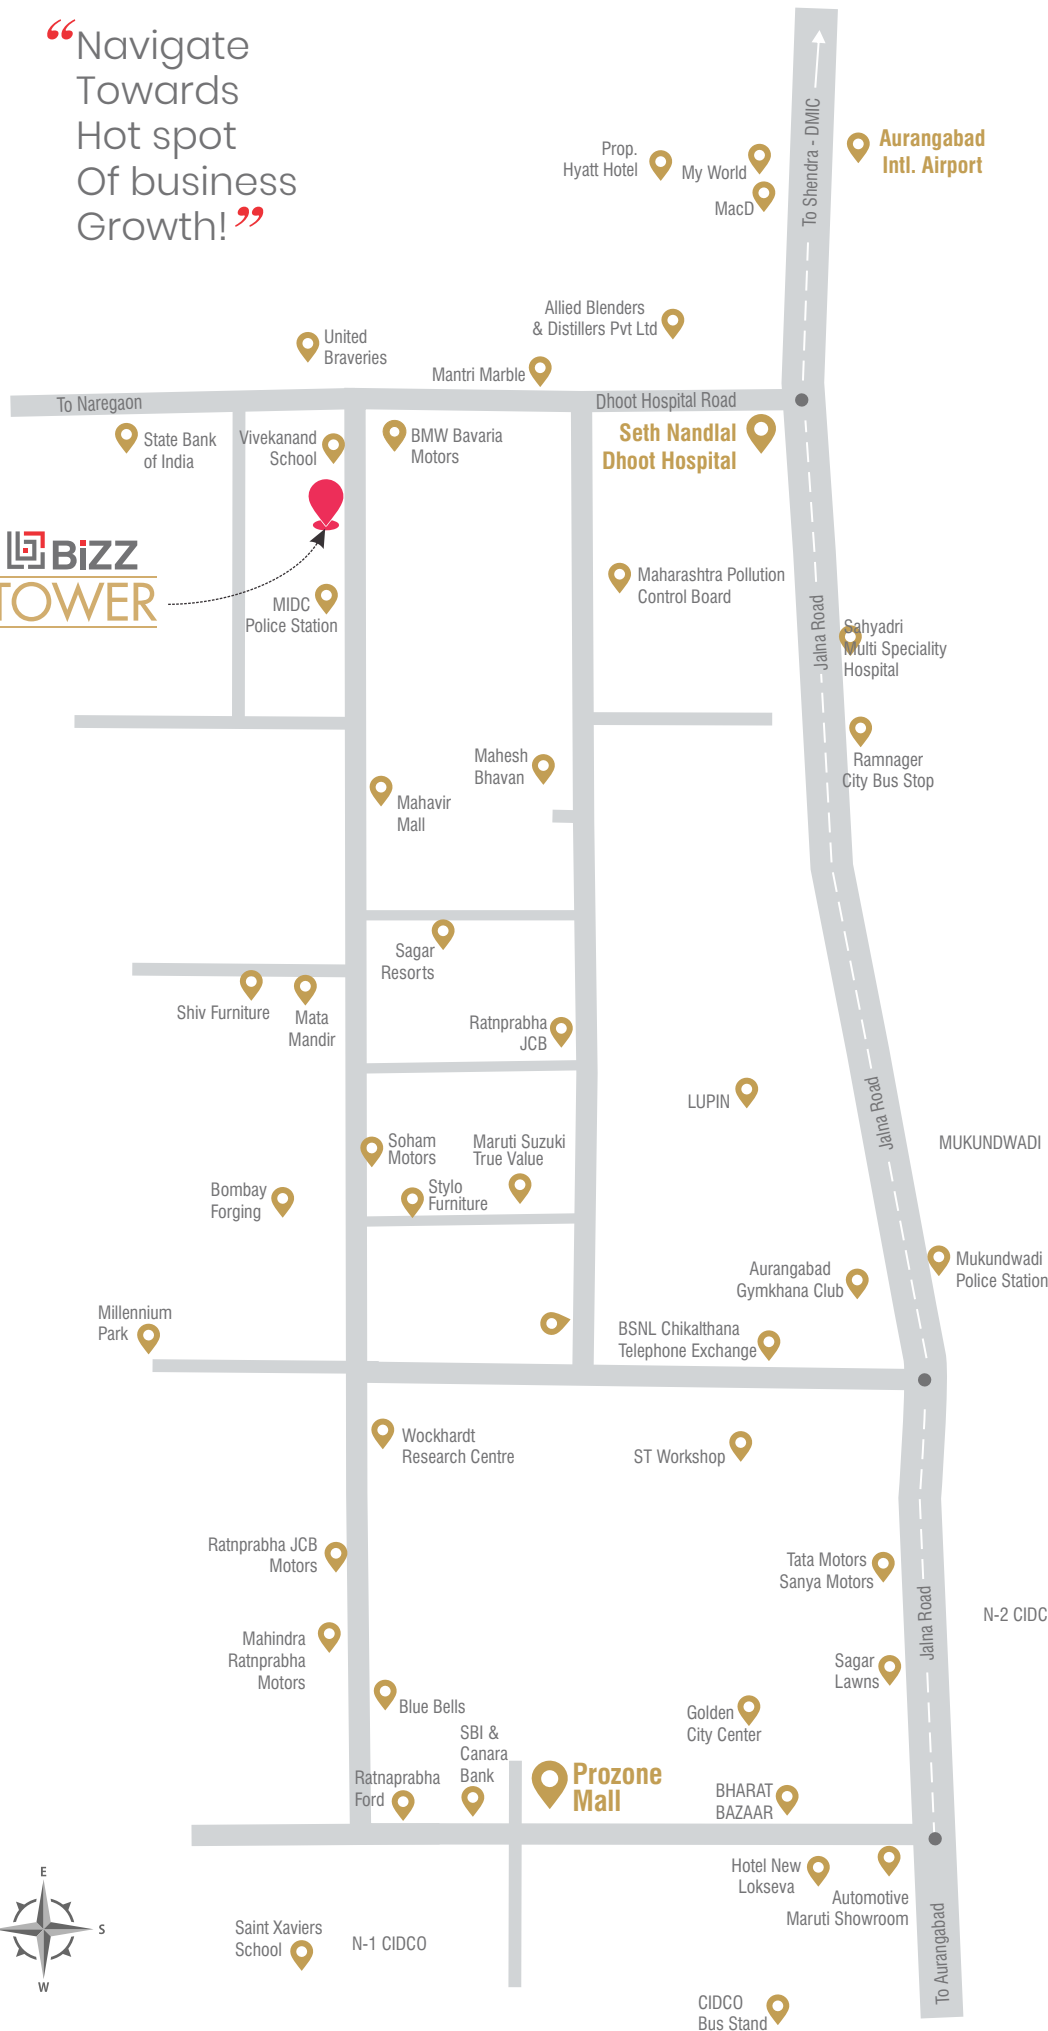 “Navigate
Towards
Hot spot
Of business
Growth!”
To Shendra - DMIC
Aurangabad
Intl. Airport
Prop.
Hyatt Hotel
My World
MacD
Allied Blenders
& Distillers Pvt Ltd
United
Braveries
Mantri Marble
To Naregaon
Dhoot Hospital Road
State Bank
of India
Vivekanand
School
BMW Bavaria
Motors
Seth Nandlal
Dhoot Hospital
BiZZ
TOWER
MIDC
Police Station
Maharashtra Pollution
Control Board
Jalna Road
Sahyadri
Multi Speciality
Hospital
Ramnager
City Bus Stop
Mahesh
Bhavan
Mahavir
Mall
Sagar
Resorts
Shiv Furniture
Mata
Mandir
Ratnprabha
JCB
LUPIN
Jalna Road
MUKUNDWADI
Soham
Motors
Maruti Suzuki
True Value
Stylo
Furniture
Bombay
Forging
Mukundwadi
Police Station
Aurangabad
Gymkhana Club
Millennium
Park
BSNL Chikalthana
Telephone Exchange
Wockhardt
Research Centre
ST Workshop
Ratnprabha JCB
Motors
Tata Motors
Sanya Motors
Jalna Road
N-2 CIDC
Mahindra
Ratnprabha
Motors
Sagar
Lawns
Blue Bells
Golden
City Center
SBI &
Canara
Bank
Prozone
Mall
Ratnaprabha
Ford
BHARAT
BAZAAR
Hotel New
Lokseva
Automotive
Maruti Showroom
E
S
W
Saint Xaviers
School
N-1 CIDCO
To Aurangabad
CIDCO
Bus Stand